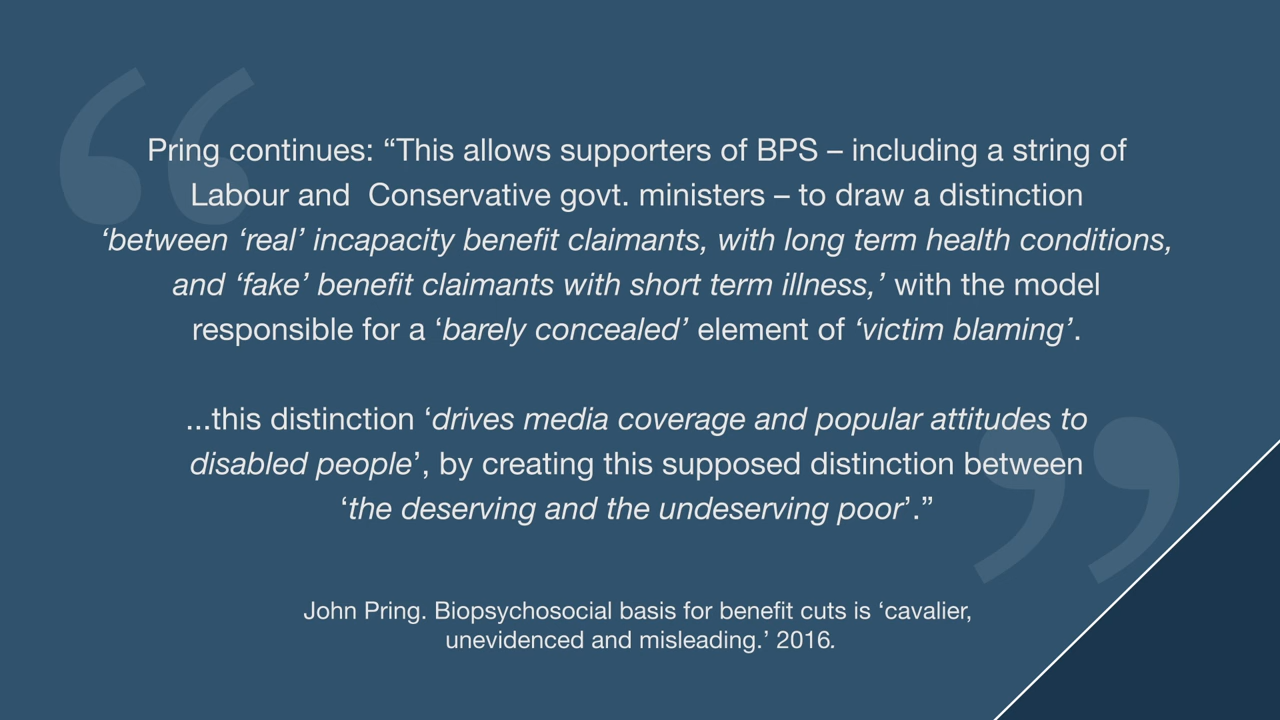 Pring continues: “This allows supporters of BPS – including a string of
Labour and  Conservative govt. ministers – to draw a distinction
‘between ‘real’ incapacity benefit claimants, with long term health conditions,
and ‘fake’ benefit claimants with short term illness,’ with the model
responsible for a ‘barely concealed’ element of ‘victim blaming’.
...this distinction ‘drives media coverage and popular attitudes to
disabled people’, by creating this supposed distinction between
‘the deserving and the undeserving poor’.”
John Pring. Biopsychosocial basis for benefit cuts is ‘cavalier,
unevidenced and misleading.’ 2016.